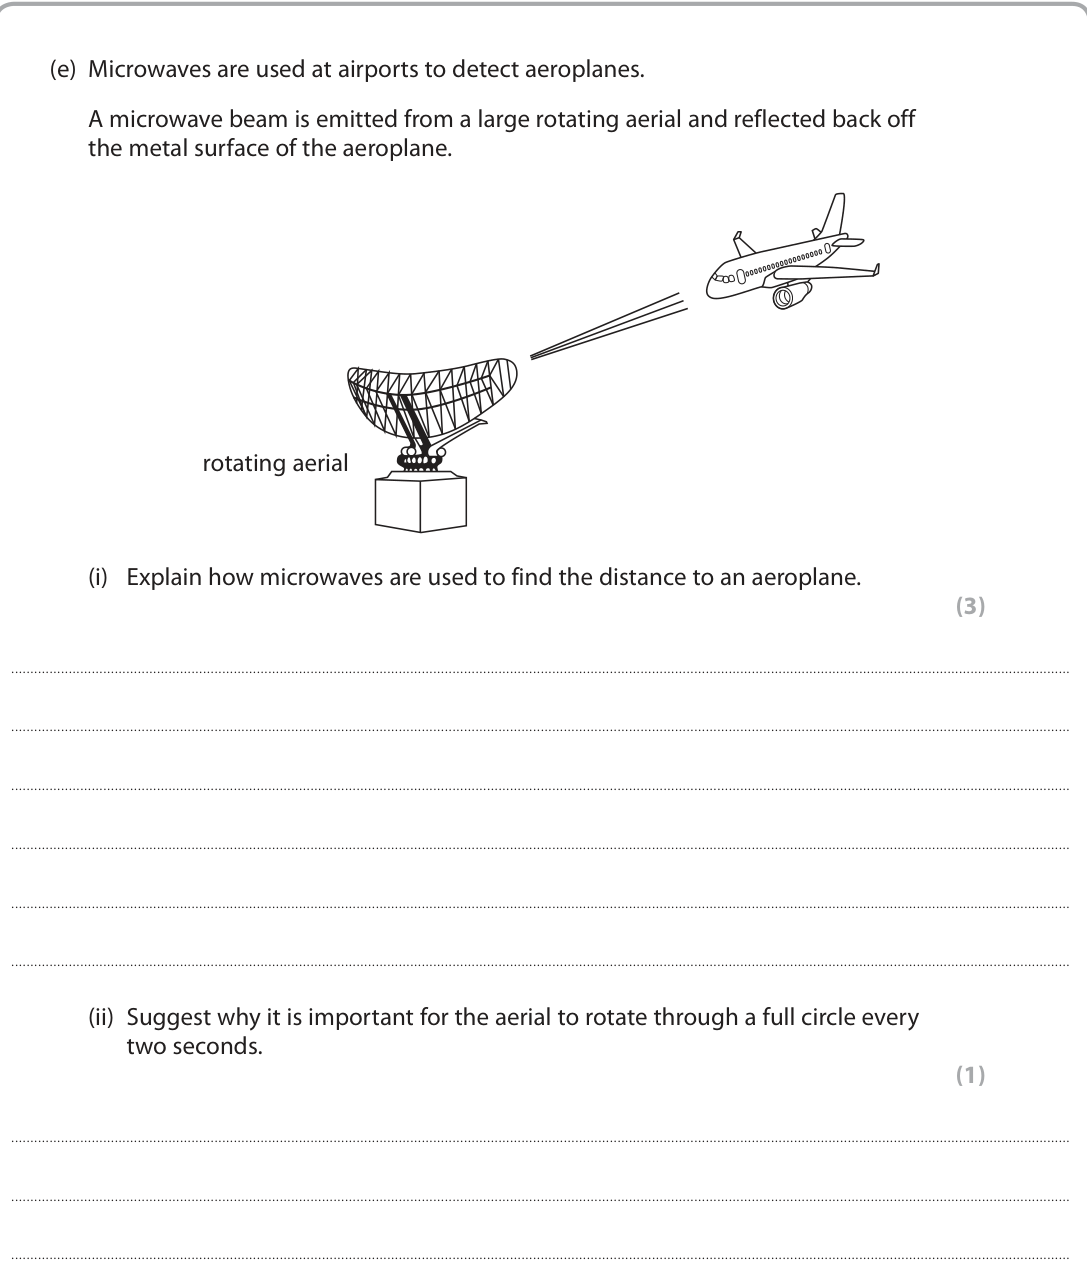 (e) Microwaves are used at airports to detect aeroplanes.
A microwave beam is emitted from a large rotating aerial and reflected back off
the metal surface of the aeroplane.
rotating aerial
(i) Explain how microwaves are used to find the distance to an aeroplane.
(3)
(ii) Suggest why it is important for the aerial to rotate through a full circle every
two seconds.
(1)